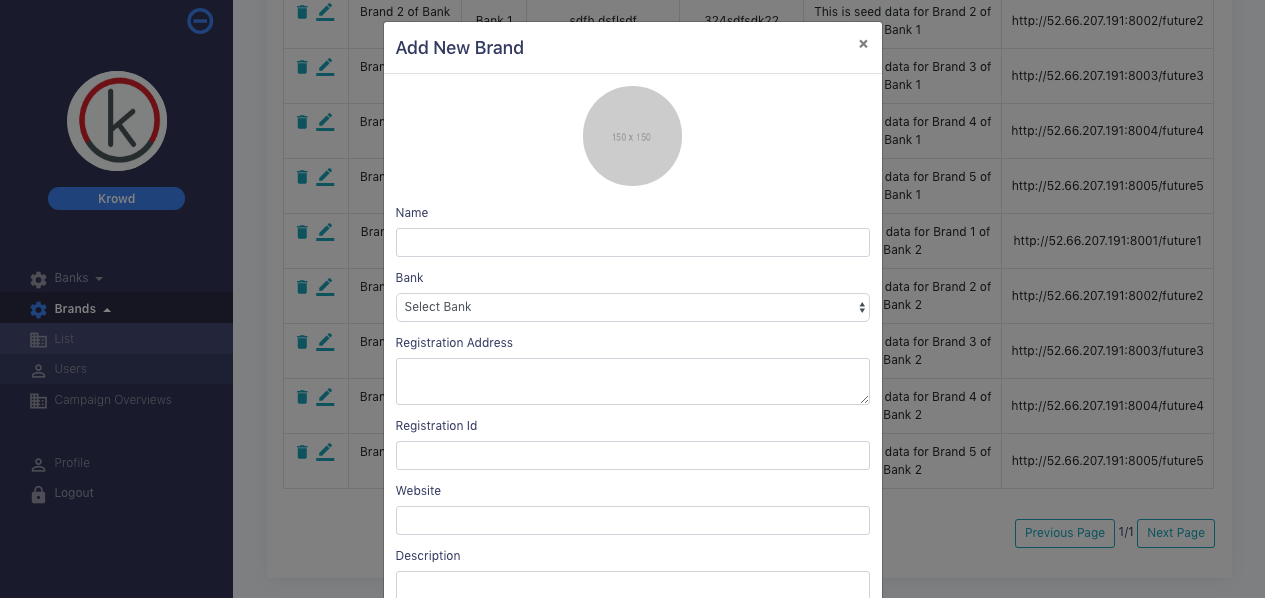 k
Krowd
Banks
Brands
List
Users
Campaign Overviews
Profile
Logout
Add New Brand
×
150 x 150
Name
Bank
Select Bank
Registration Address
Registration Id
Website
Description
Brand 2 of Bank
Bank 1
sdfb dsflsdf
324sdfsdk22
This is seed data for Brand 2 of
Bank 1
http://52.66.207.191:8002/future2
Bran
data for Brand 3 of
Bank 1
http://52.66.207.191:8003/future3
Bran
data for Brand 4 of
Bank 1
http://52.66.207.191:8004/future4
Bran
data for Brand 5 of
Bank 1
http://52.66.207.191:8005/future5
Bran
data for Brand 1 of
Bank 2
http://52.66.207.191:8001/future1
Bran
data for Brand 2 of
Bank 2
http://52.66.207.191:8002/future2
Bran
data for Brand 3 of
Bank 2
http://52.66.207.191:8003/future3
Bran
data for Brand 4 of
Bank 2
http://52.66.207.191:8004/future4
Bran
data for Brand 5 of
Bank 2
http://52.66.207.191:8005/future5
Previous Page 1/1 Next Page